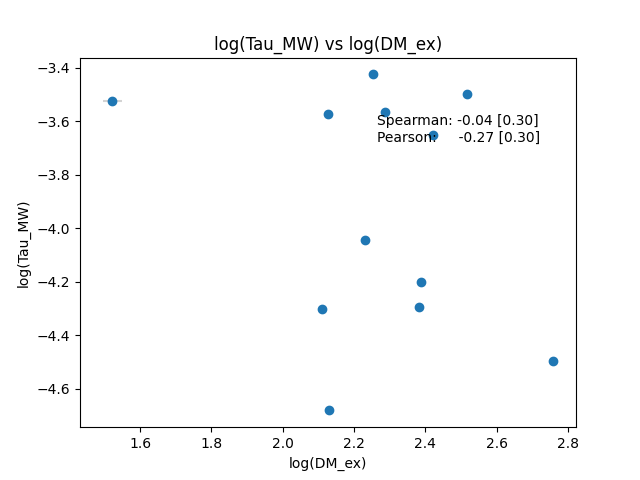 log(Tau_MW) vs log(DM_ex)
−3.4
−3.6
−3.8
−4.0
−4.2
−4.4
−4.6
log(Tau_MW)
Spearman: -0.04 [0.30]
Pearson: -0.27 [0.30]
1.6 1.8 2.0 2.2 2.4 2.6 2.8
log(DM_ex)